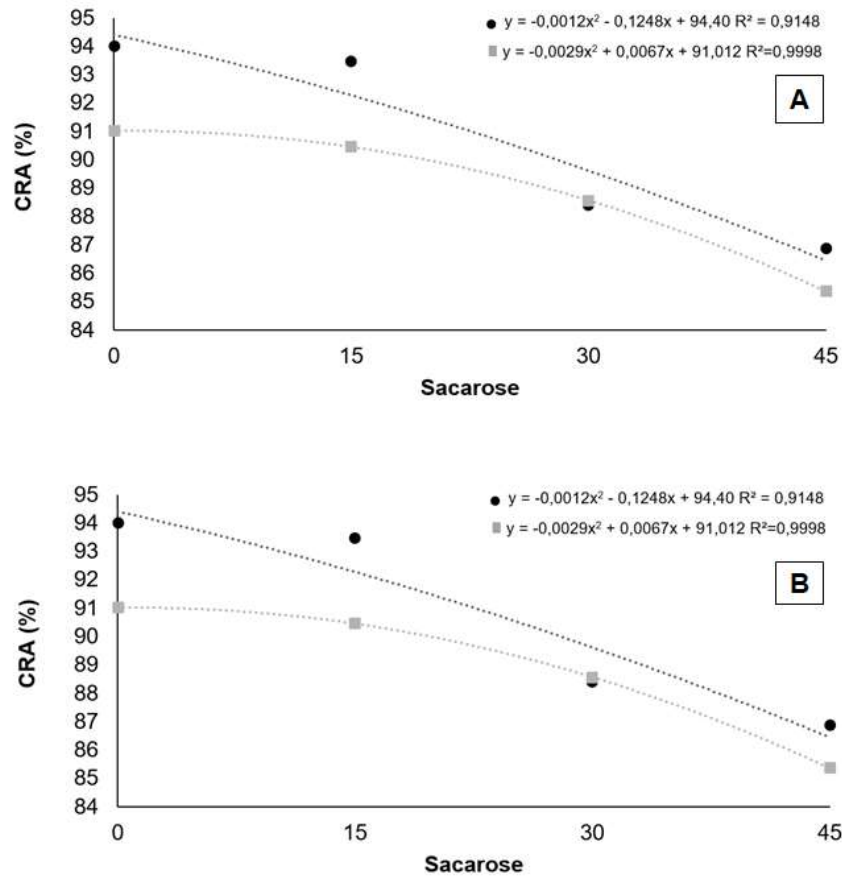 95
94
93
92
91
90
89
88
87
86
85
84
CRA (%)
y = -0,0012x² - 0,1248x + 94,40 R² = 0,9148
y = -0,0029x² + 0,0067x + 91,012 R²=0,9998
A
0 15 30 45
Sacarose
95
94
93
92
91
90
89
88
87
86
85
84
CRA (%)
y = -0,0012x² - 0,1248x + 94,40 R² = 0,9148
y = -0,0029x² + 0,0067x + 91,012 R²=0,9998
B
0 15 30 45
Sacarose